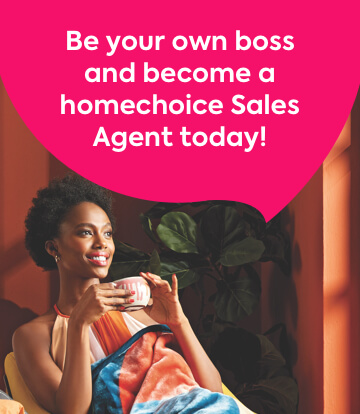 Be your own boss
and become a
homechoice Sales
Agent today!